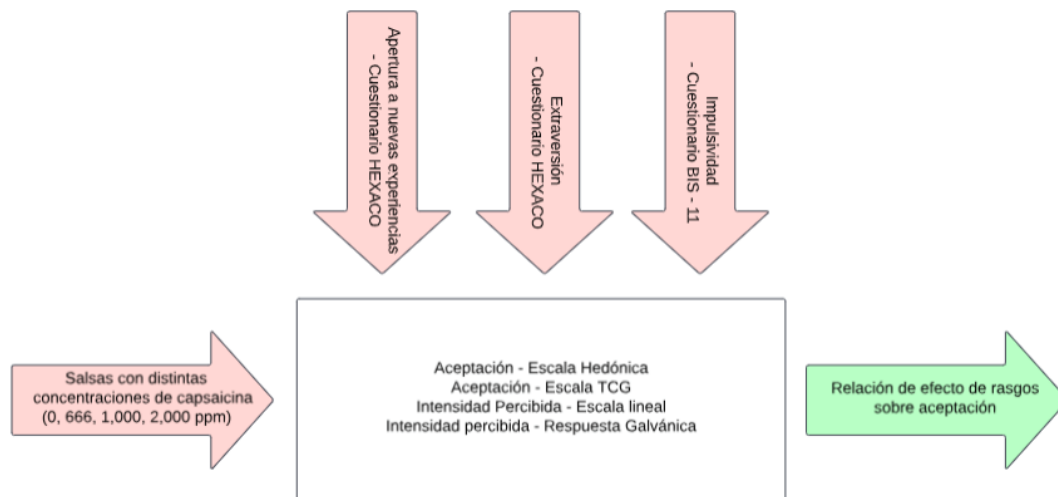 Apertura a nuevas experiencias
- Cuestionario HEXACO
Extraversión
- Cuestionario HEXACO
Impulsividad
- Cuestionario BIS - 11
Salsas con distintas
concentraciones de capsaicina
(0, 666, 1,000, 2,000 ppm)
Aceptación - Escala Hedónica
Aceptación - Escala TCG
Intensidad Percibida - Escala lineal
Intensidad percibida - Respuesta Galvánica
Relación de efecto de rasgos
sobre aceptación